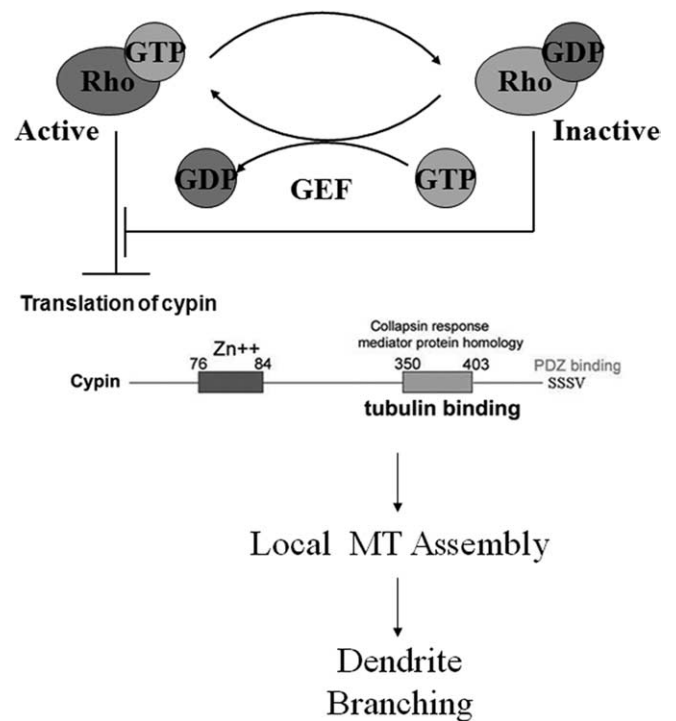 GTP
Rho
Active
GDP
Rho
Inactive
GDP
GEF
GTP
Translation of cypin
Collapsin response
mediator protein homology
Zn++
76 84
350 403
PDZ binding
Cypin
SSSV
tubulin binding
Local MT Assembly
Dendrite
Branching